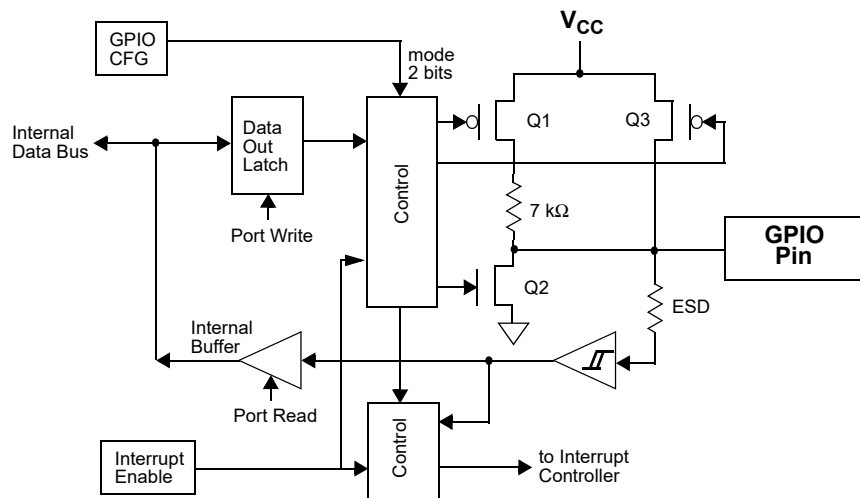 GPIO
CFG
mode
2 bits
VCC
Q1
Q3
Internal
Data Bus
Data
Out
Latch
Control
7 kΩ
Port Write
GPIO
Pin
Q2
ESD
Internal
Buffer
Port Read
Interrupt
Enable
Control
to Interrupt
Controller